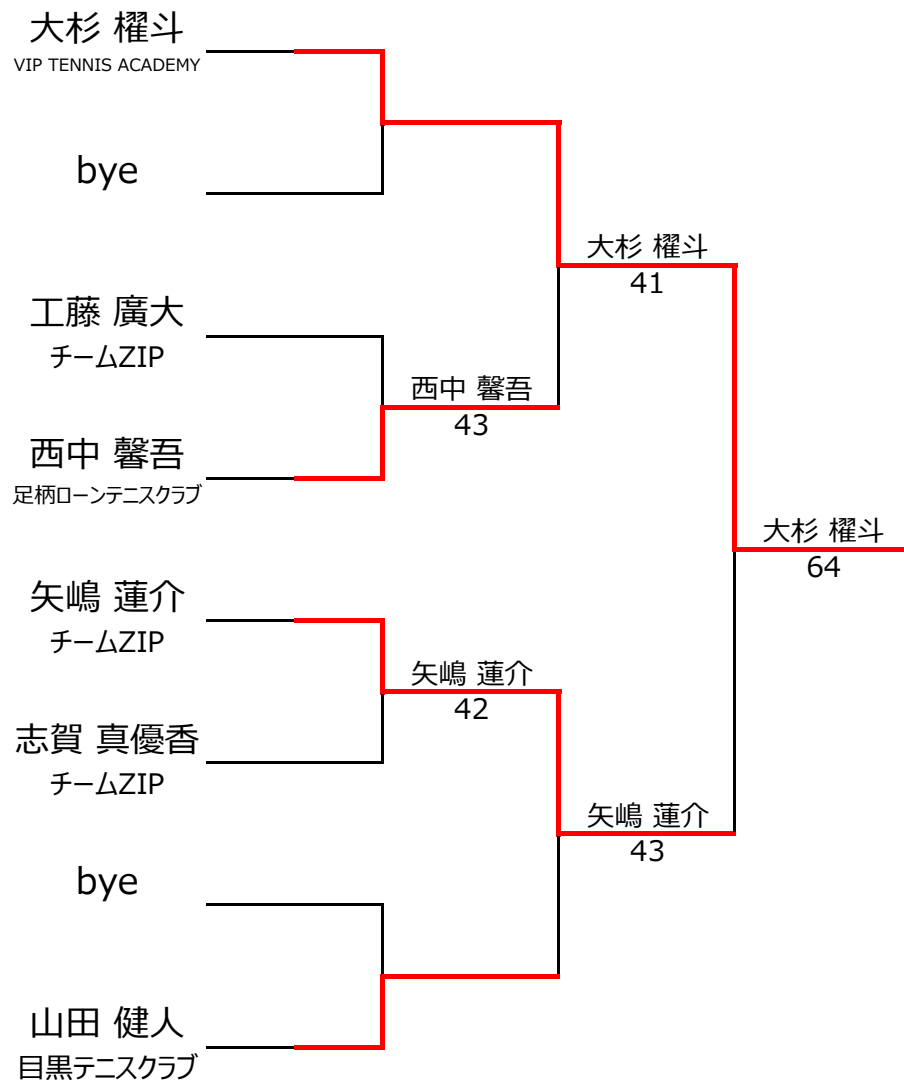 大杉 櫂斗
VIP TENNIS ACADEMY
bye
工藤 廣大
チームZIP
西中 馨吾
足柄ローンテニスクラブ
矢嶋 蓮介
チームZIP
志賀 真優香
チームZIP
bye
山田 健人
目黒テニスクラブ
西中 馨吾
43
矢嶋 蓮介
42
大杉 櫂斗
41
矢嶋 蓮介
43
大杉 櫂斗
64